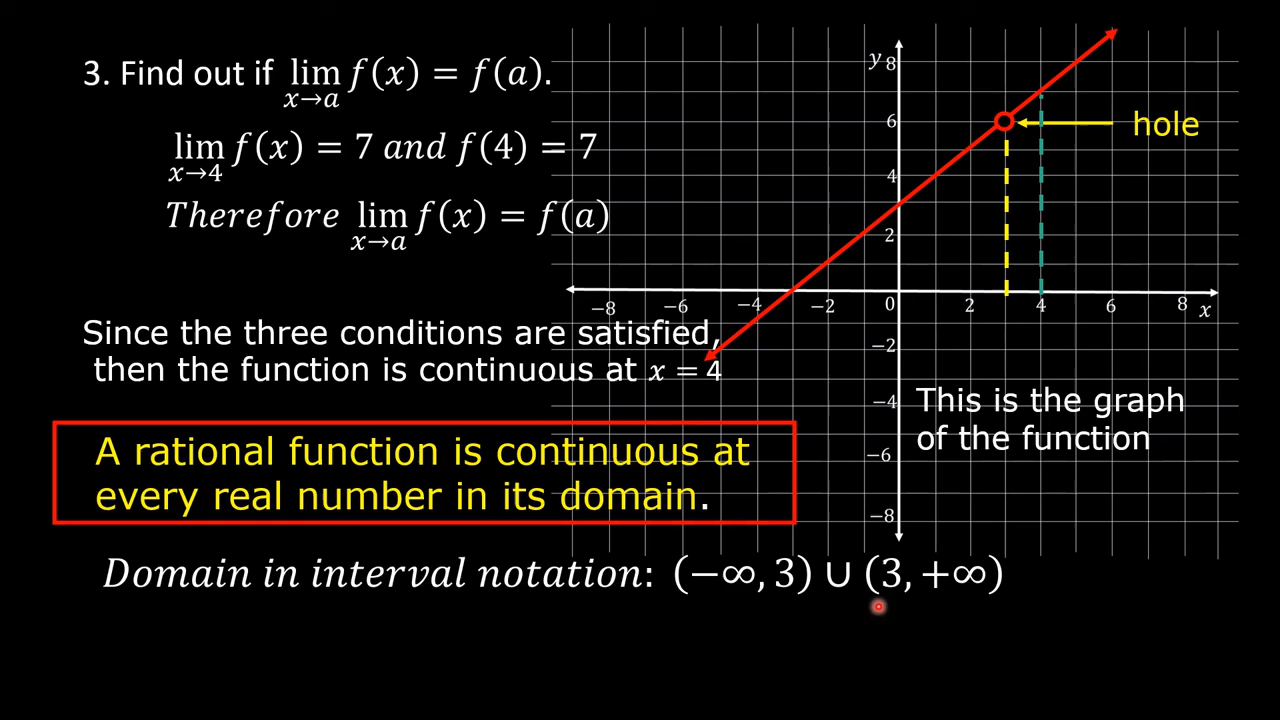 3. Find out if lim f(x) = f(a).
x→a
lim f(x) = 7 and f(4) = 7
x→4
Therefore lim f(x) = f(a)
x→a
Since the three conditions are satisfied,
then the function is continuous at x = 4
A rational function is continuous at
every real number in its domain.
Domain in interval notation: (−∞, 3) ∪ (3, +∞)
y
8
6
4
2
−8 −6 −4 −2 0 2 4 6 8 x
−2
−4
−6
−8
hole
This is the graph
of the function